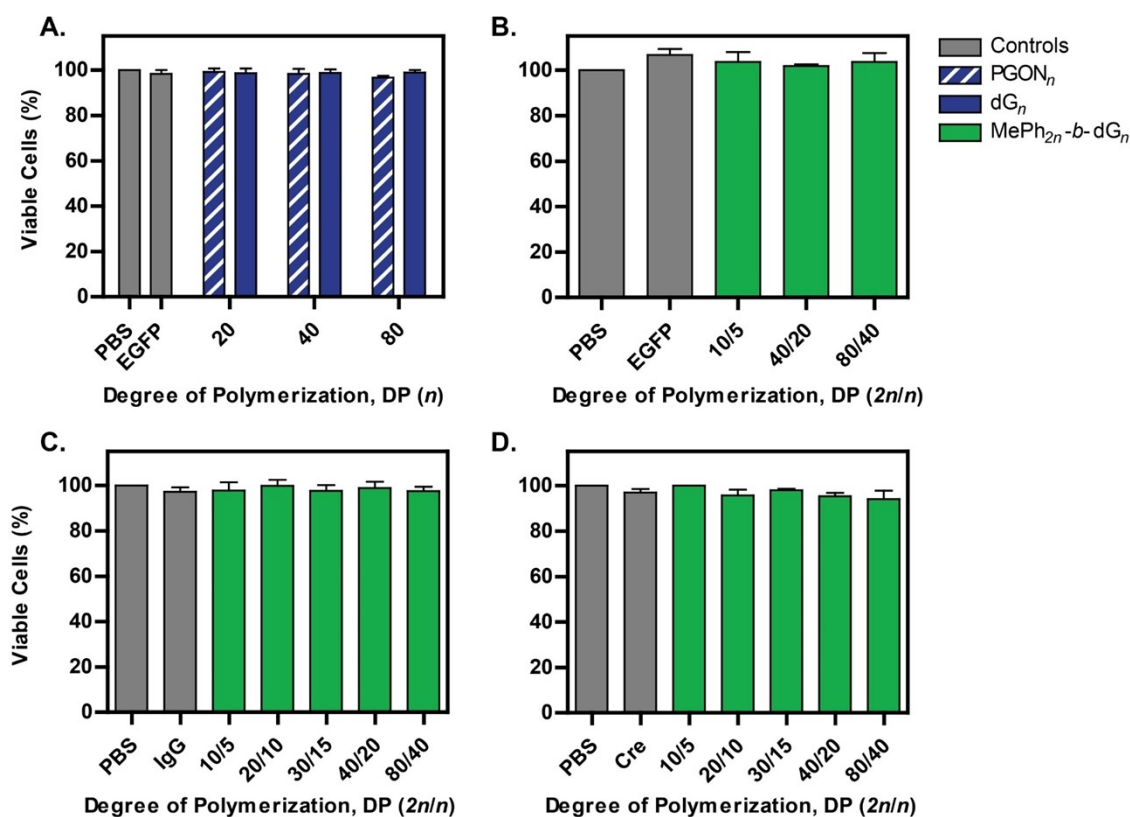 A.
Viable Cells (%)
100
80
60
40
20
0
PBS
EGFP
20
40
80
Degree of Polymerization, DP (n)
B.
100
80
60
40
20
0
PBS
EGFP
10/5
40/20
80/40
Degree of Polymerization, DP (2n/n)
Controls
PGONn
dGn
MePh2n-b-dGn
C.
Viable Cells (%)
100
80
60
40
20
0
PBS
IgG
10/5
20/10
30/15
40/20
80/40
Degree of Polymerization, DP (2n/n)
D.
100
80
60
40
20
0
PBS
Cre
10/5
20/10
30/15
40/20
80/40
Degree of Polymerization, DP (2n/n)